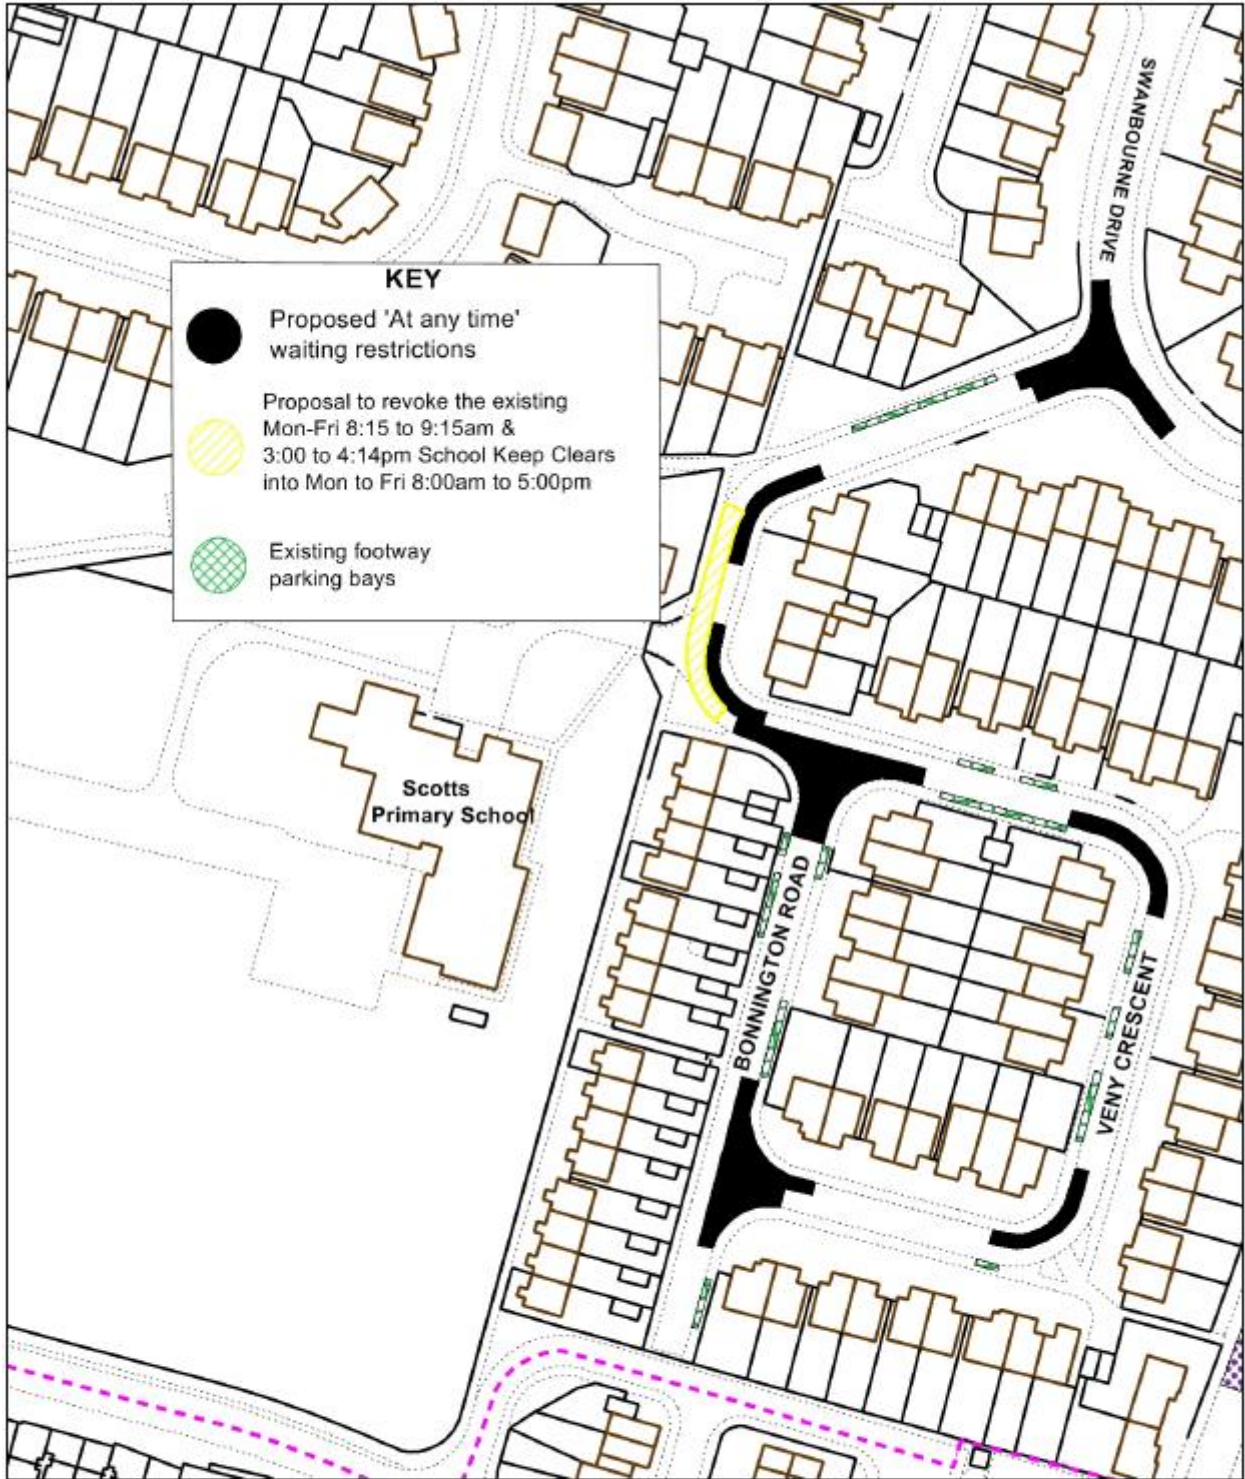 SWANBOURNE DRIVE
KEY
Proposed 'At any time'
waiting restrictions
Proposal to revoke the existing
Mon-Fri 8:15 to 9:15am &
3:00 to 4:14pm School Keep Clears
into Mon to Fri 8:00am to 5:00pm
Existing footway
parking bays
Scotts
Primary School
BONNINGTON ROAD
VENY CRESCENT